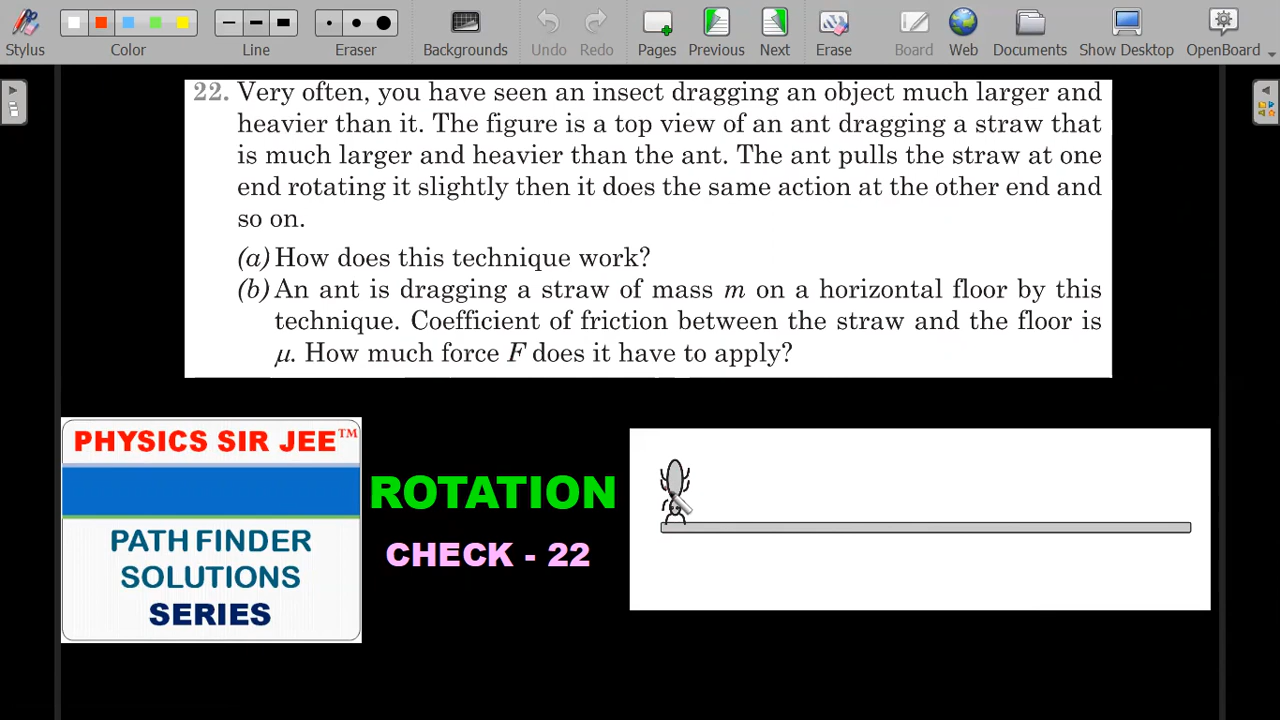 Stylus Color Line Eraser Backgrounds Undo Redo Pages Previous Next Erase Board Web Documents Show Desktop OpenBoard
22. Very often, you have seen an insect dragging an object much larger and
heavier than it. The figure is a top view of an ant dragging a straw that
is much larger and heavier than the ant. The ant pulls the straw at one
end rotating it slightly then it does the same action at the other end and
so on.
(a) How does this technique work?
(b) An ant is dragging a straw of mass m on a horizontal floor by this
technique. Coefficient of friction between the straw and the floor is
μ. How much force F does it have to apply?
PHYSICS SIR JEE™
PATH FINDER
SOLUTIONS
SERIES
ROTATION
CHECK - 22